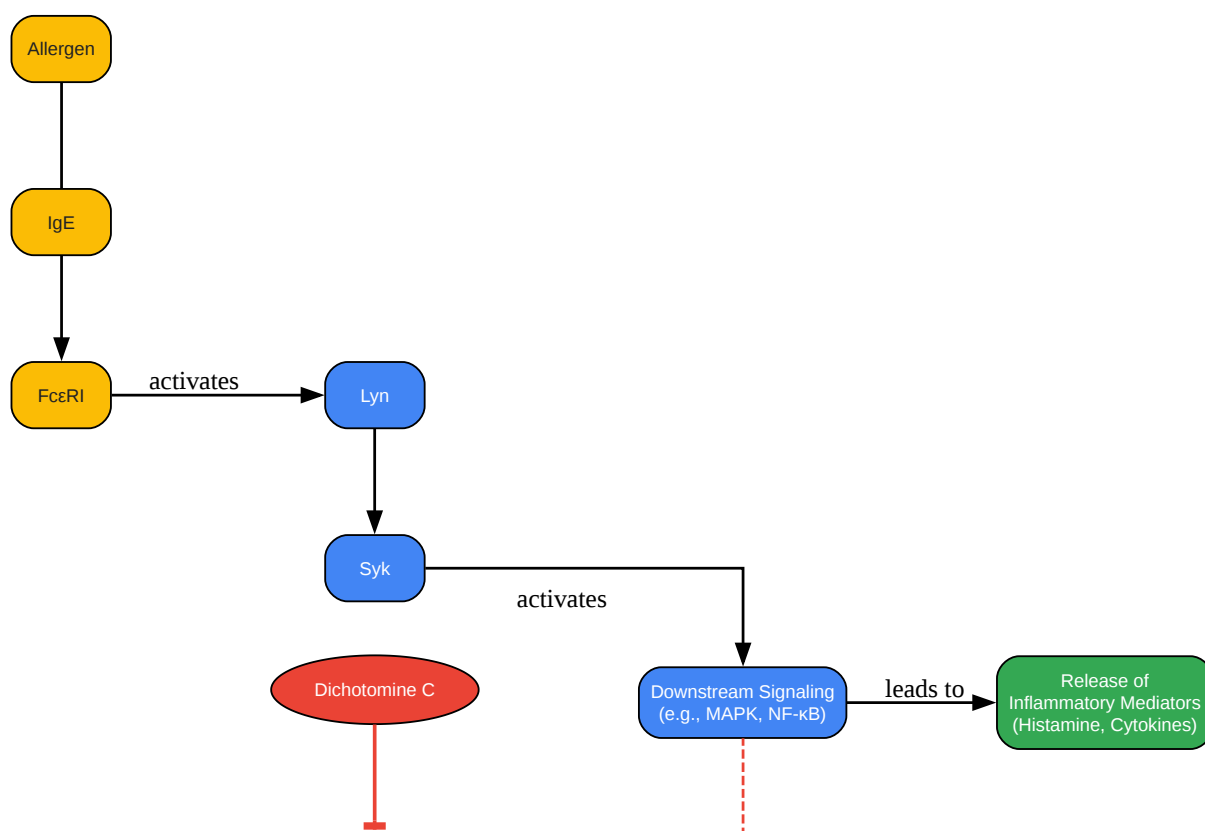 Allergen
IgE
FcεRI
activates
Lyn
Syk
activates
Dichotomine C
Downstream Signaling
(e.g., MAPK, NF-κB)
leads to
Release of
Inflammatory Mediators
(Histamine, Cytokines)